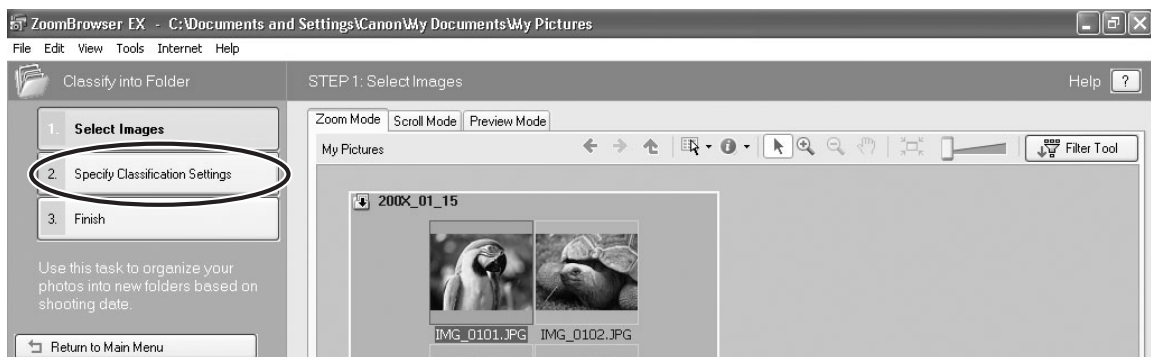 ZoomBrowser EX - C:\Documents and Settings\Canon\My Documents\My Pictures
File Edit View Tools Internet Help
Classify into Folder
STEP 1: Select Images
Help ?
1. Select Images
2. Specify Classification Settings
3. Finish
Use this task to organize your
photos into new folders based on
shooting date.
Return to Main Menu
Zoom Mode Scroll Mode Preview Mode
My Pictures
Filter Tool
200X_01_15
IMG_0101.JPG IMG_0102.JPG